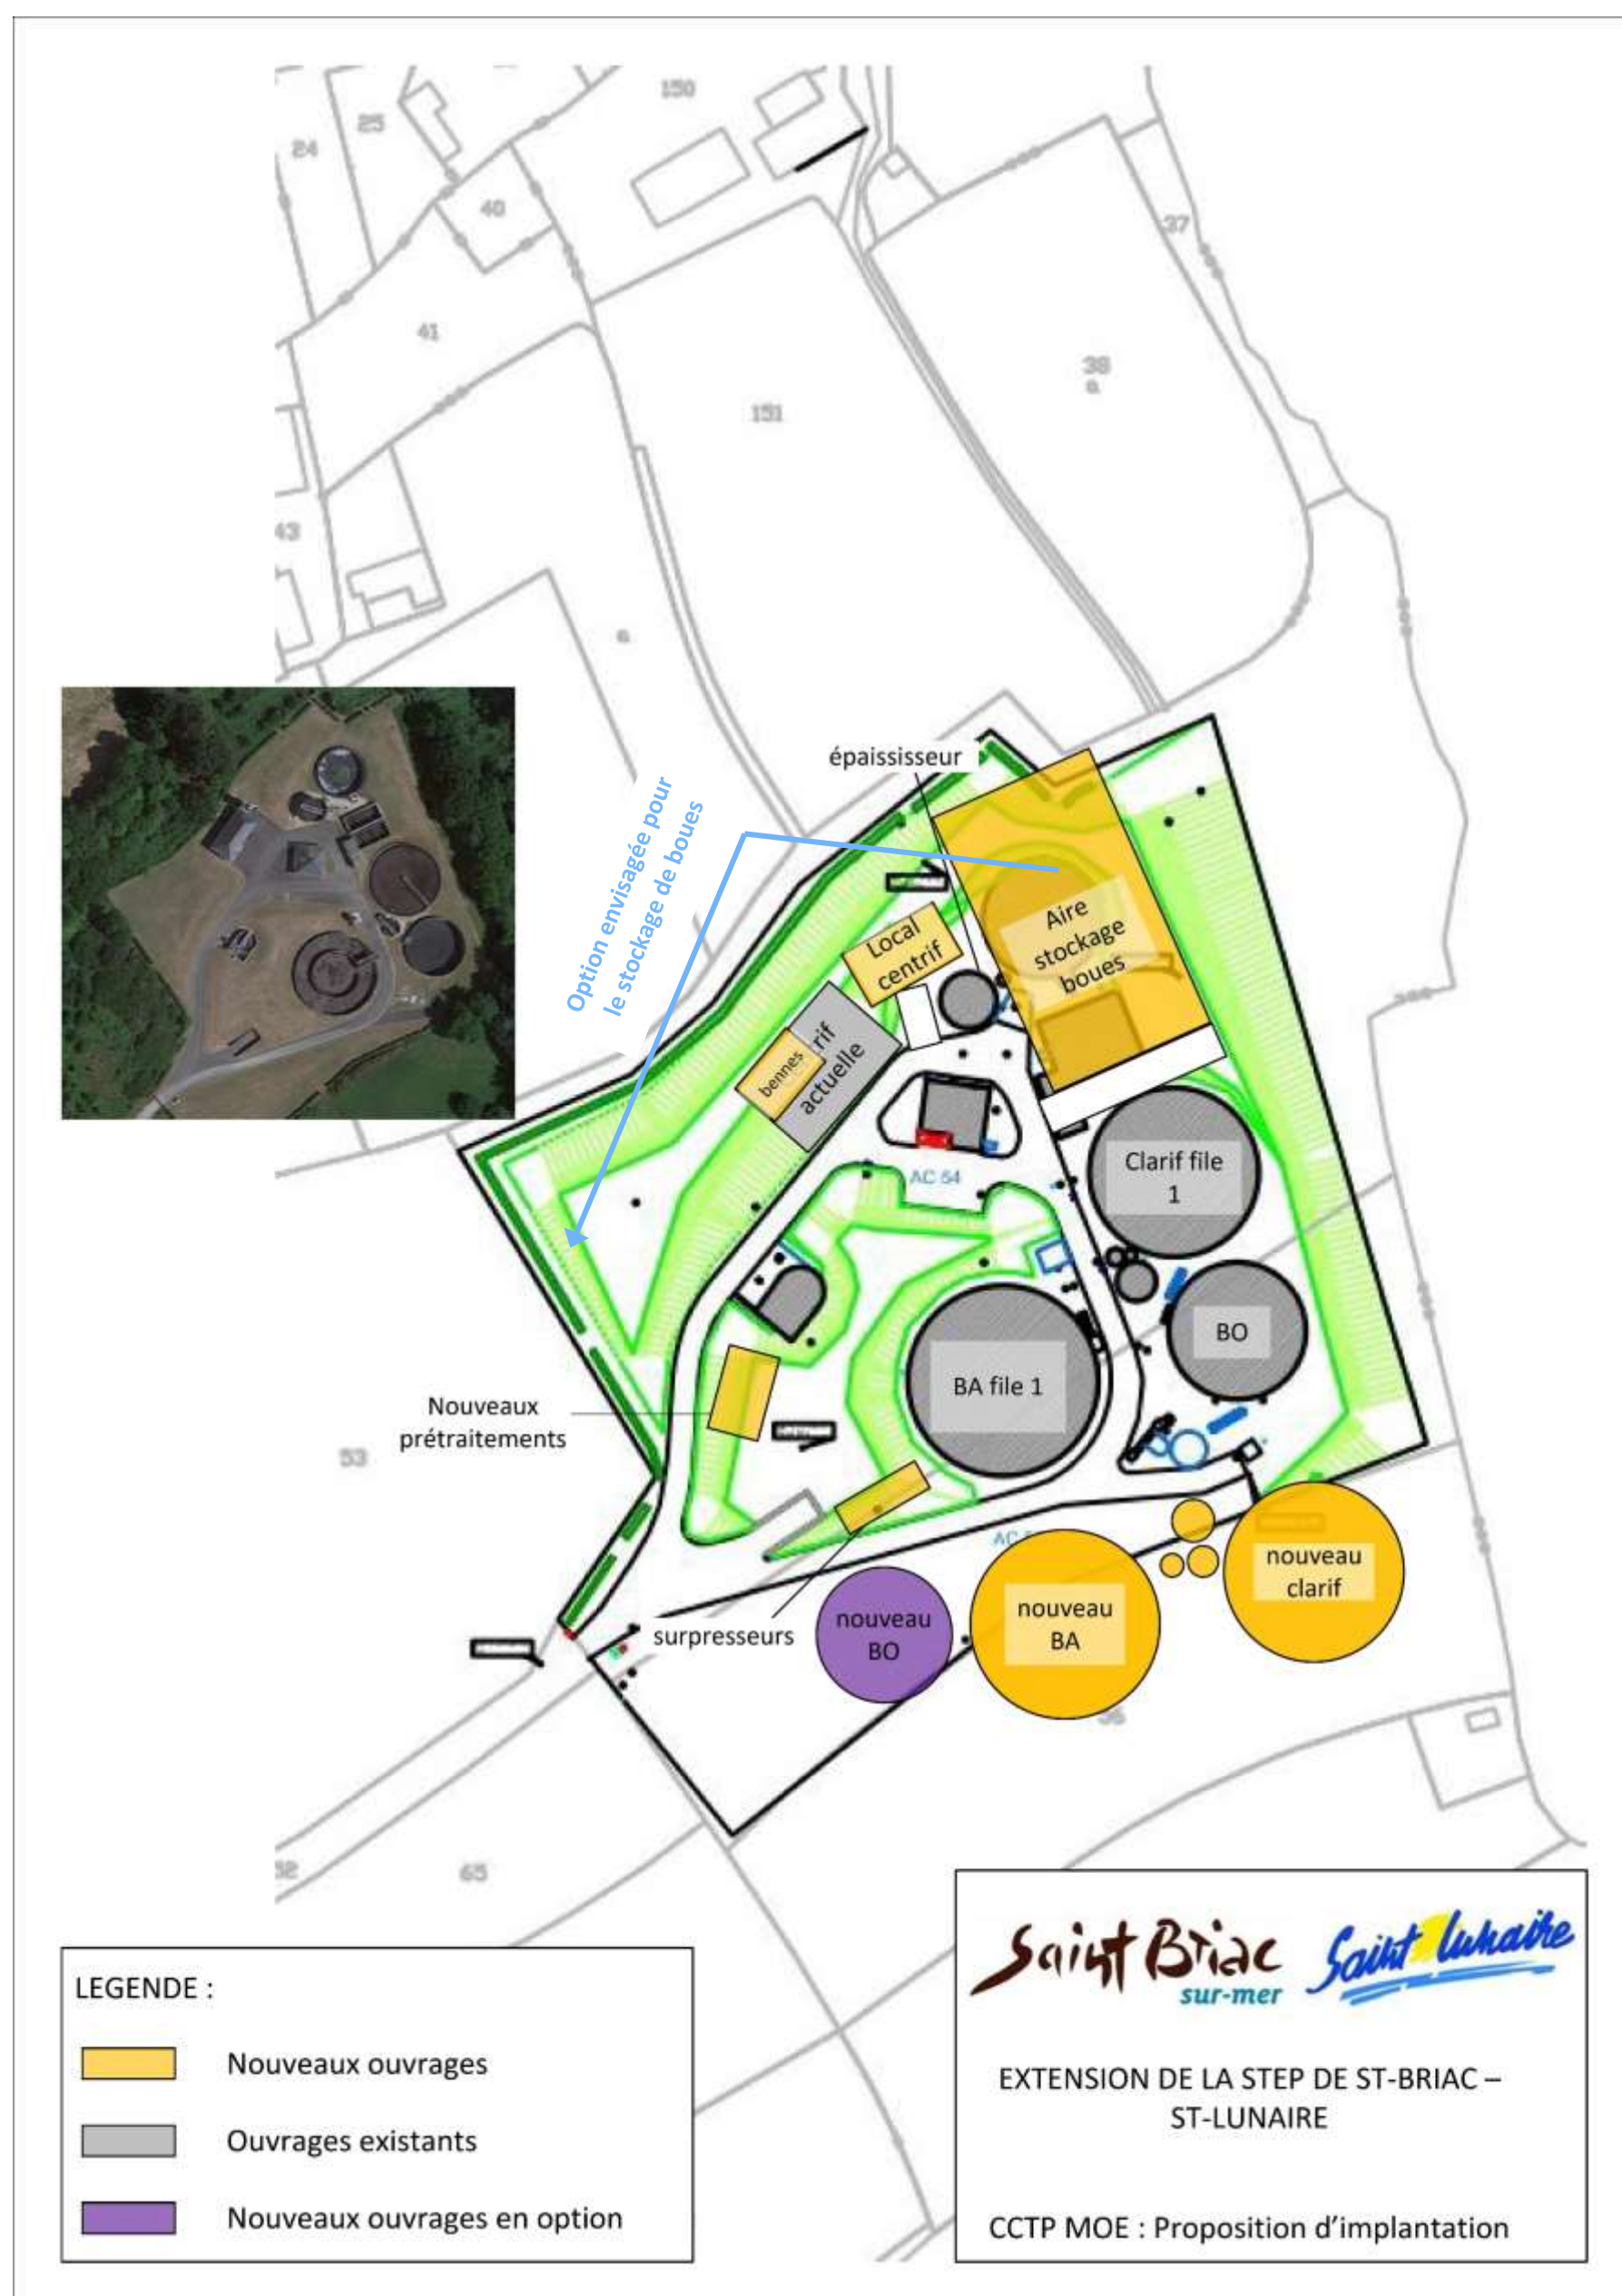 150
25
24
40
37
41
38
a
151
43
a
épaississeur
Option envisagée pour
le stockage de boues
Aire
stockage
boues
Local
centrif
bennes
rif
actuelle
Clarif file
1
AC 54
BO
BA file 1
Nouveaux
prétraitements
53
AC
nouveau
clarif
nouveau
BA
nouveau
BO
surpresseurs
65
LEGENDE :
Nouveaux ouvrages
Ouvrages existants
Nouveaux ouvrages en option
Saint Briac
sur-mer
Saint Lunaire
EXTENSION DE LA STEP DE ST-BRIAC –
ST-LUNAIRE
CCTP MOE : Proposition d'implantation